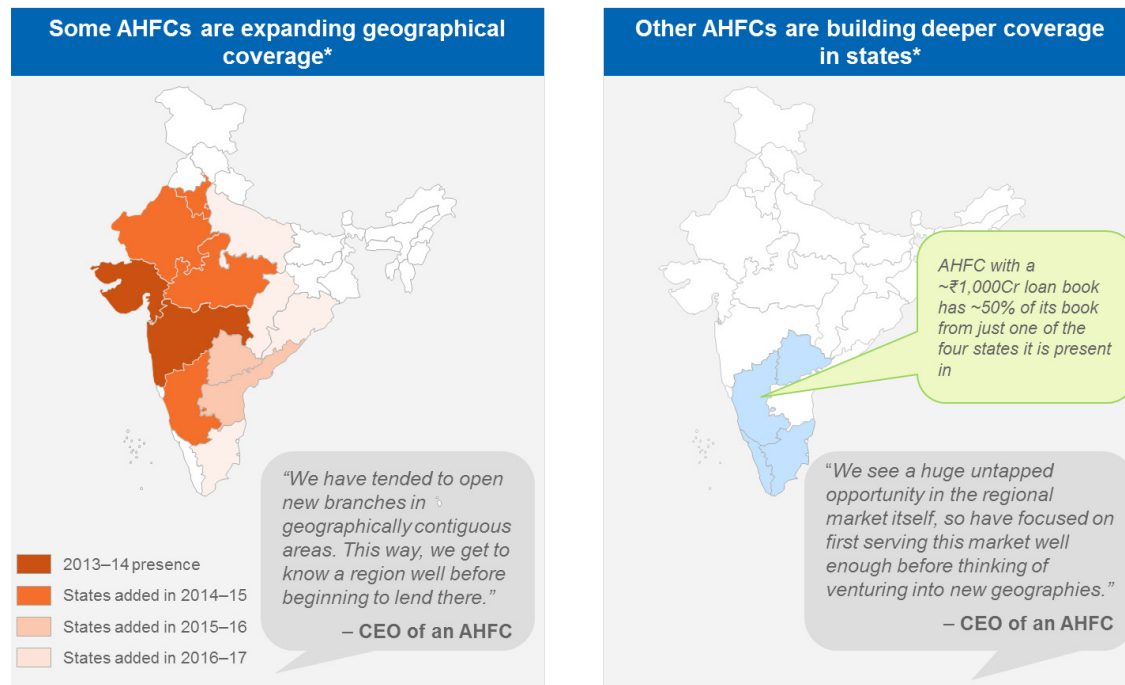 Some AHFCs are expanding geographical
coverage*
2013–14 presence
States added in 2014–15
States added in 2015–16
States added in 2016–17
“We have tended to open
new branches in
geographically contiguous
areas. This way, we get to
know a region well before
beginning to lend there.”
– CEO of an AHFC
Other AHFCs are building deeper coverage
in states*
AHFC with a
~₹1,000Cr loan book
has ~50% of its book
from just one of the
four states it is present
in
“We see a huge untapped
opportunity in the regional
market itself, so have focused on
first serving this market well
enough before thinking of
venturing into new geographies.”
– CEO of an AHFC